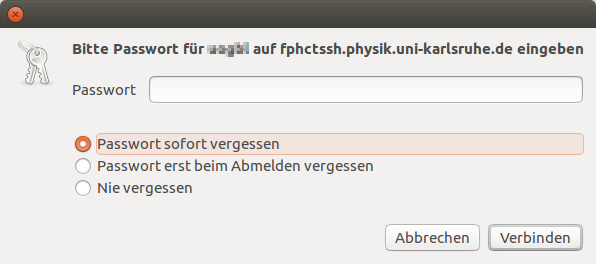 Bitte Passwort für auf fphctssh.physik.uni-karlsruhe.de eingeben
Passwort
Passwort sofort vergessen
Passwort erst beim Abmelden vergessen
Nie vergessen
Abbrechen Verbinden